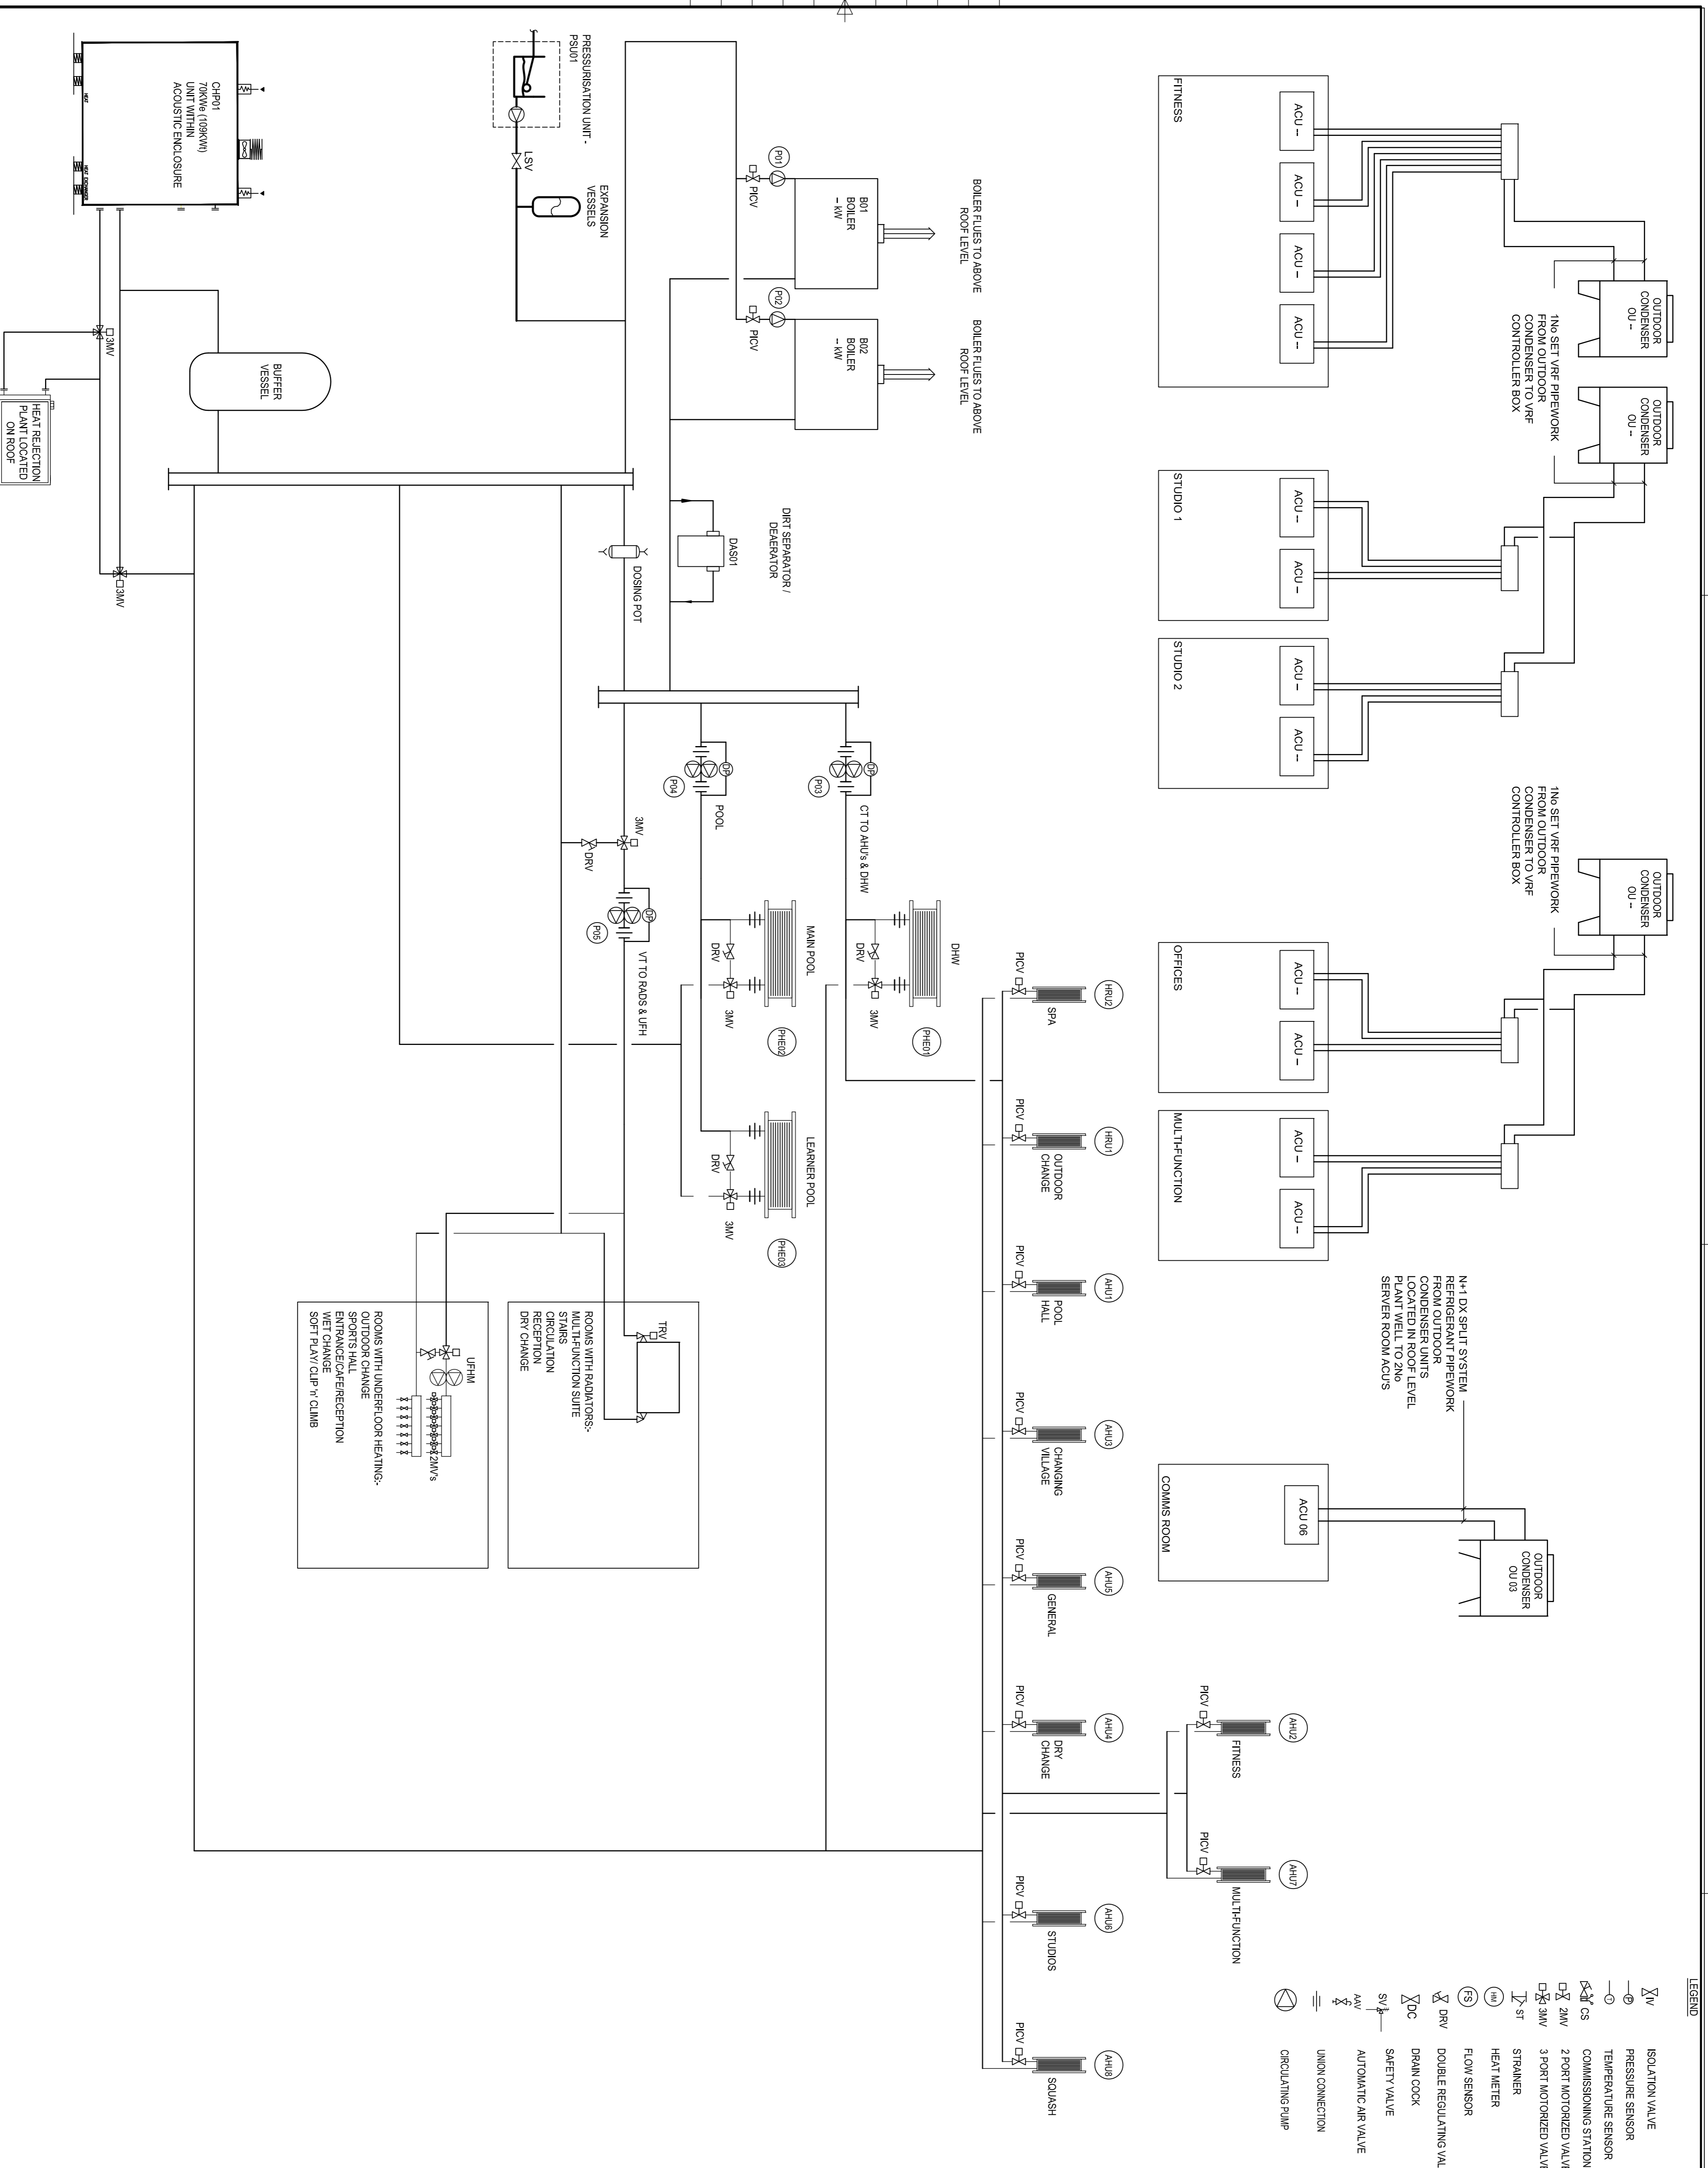 LEGEND
IV
ISOLATION VALVE
P
PRESSURE SENSOR
T
TEMPERATURE SENSOR
CS
COMMISSIONING STATION
2MV
2 PORT MOTORIZED VALVE
3MV
3 PORT MOTORIZED VALVE
ST
STRAINER
HM
HEAT METER
FS
FLOW SENSOR
DRV
DOUBLE REGULATING VAL
DC
DRAIN COCK
SV
SAFETY VALVE
AAV
AUTOMATIC AIR VALVE
UNION CONNECTION
CIRCULATING PUMP
OUTDOOR
CONDENSER
OU --
OUTDOOR
CONDENSER
OU --
OUTDOOR
CONDENSER
OU --
OUTDOOR
CONDENSER
OU 03
1No SET VRF PIPEWORK
FROM OUTDOOR
CONDENSER TO VRF
CONTROLLER BOX
1No SET VRF PIPEWORK
FROM OUTDOOR
CONDENSER TO VRF
CONTROLLER BOX
N+1 DX SPLIT SYSTEM
REFRIGERANT PIPEWORK
FROM OUTDOOR
CONDENSER UNITS
LOCATED IN ROOF LEVEL
PLANT WELL TO 2No
SERVER ROOM ACU'S
ACU --
ACU --
ACU --
ACU --
FITNESS
ACU --
ACU --
STUDIO 1
ACU --
ACU --
STUDIO 2
ACU --
ACU --
OFFICES
ACU --
ACU --
MULTI-FUNCTION
ACU 06
COMMS ROOM
AHU2
PICV
FITNESS
AHU7
PICV
MULTI-FUNCTION
HRU2
PICV
SPA
HRU1
PICV
OUTDOOR
CHANGE
AHU1
PICV
POOL
HALL
AHU3
PICV
CHANGING
VILLAGE
AHU5
PICV
GENERAL
AHU4
PICV
DRY
CHANGE
AHU6
PICV
STUDIOS
AHU8
PICV
SQUASH
BOILER FLUES TO ABOVE
ROOF LEVEL
BOILER FLUES TO ABOVE
ROOF LEVEL
B01
BOILER
-- kW
B02
BOILER
-- kW
P01
PICV
P02
PICV
DIRT SEPARATOR /
DEAERATOR
DAS01
DOSING POT
DP
P03
CT TO AHU's & DHW
DHW
DRV
3MV
PHE01
DP
P04
POOL
MAIN POOL
DRV
3MV
PHE02
LEARNER POOL
DRV
3MV
PHE03
3MV
DRV
DP
P05
VT TO RADS & UFH
TRV
ROOMS WITH RADIATORS:-
MULTI-FUNCTION SUITE
STAIRS
CIRCULATION
RECEPTION
DRY CHANGE
UFHM
2MV's
ROOMS WITH UNDERFLOOR HEATING:-
OUTDOOR CHANGE
SPORTS HALL
ENTRANCE/CAFE/RECEPTION
WET CHANGE
SOFT PLAY/ CLIP 'n' CLIMB
PRESSURISATION UNIT -
PSU01
LSV
EXPANSION
VESSELS
BUFFER
VESSEL
CHP01
70KWe (109KWt)
UNIT WITHIN
ACOUSTIC ENCLOSURE
HEAT
HEAT EXCHANGER
3MV
3MV
HEAT REJECTION
PLANT LOCATED
ON ROOF